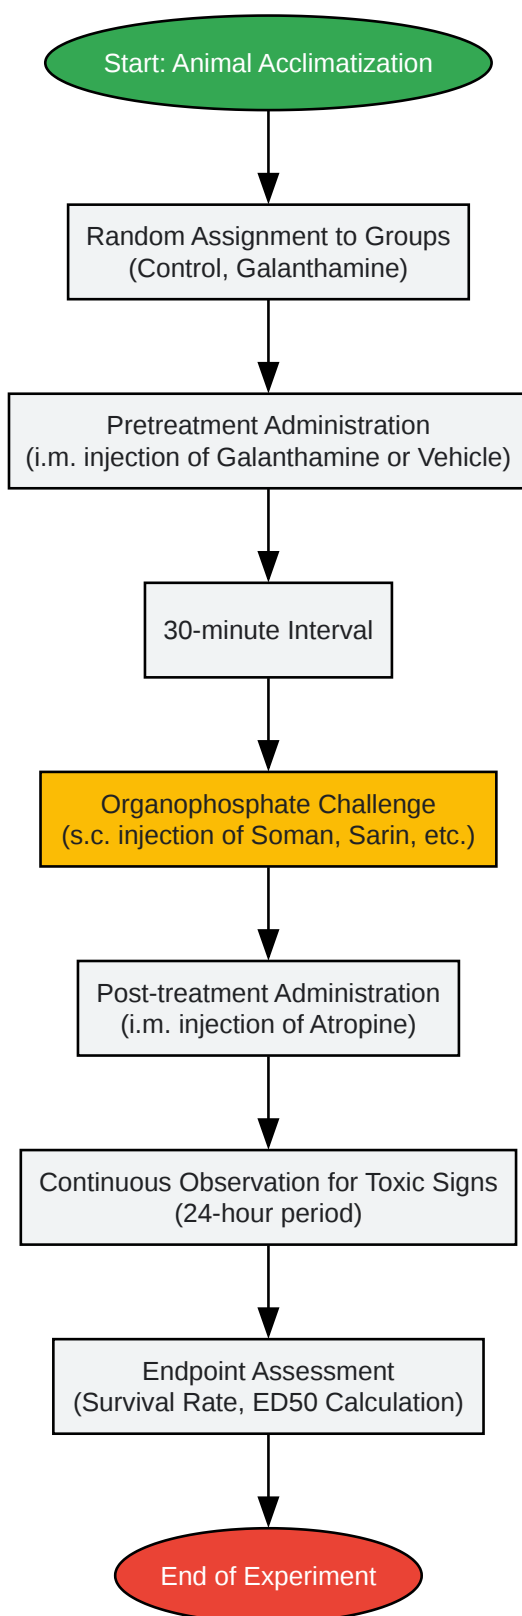 Start: Animal Acclimatization
Random Assignment to Groups
(Control, Galanthamine)
Pretreatment Administration
(i.m. injection of Galanthamine or Vehicle)
30-minute Interval
Organophosphate Challenge
(s.c. injection of Soman, Sarin, etc.)
Post-treatment Administration
(i.m. injection of Atropine)
Continuous Observation for Toxic Signs
(24-hour period)
Endpoint Assessment
(Survival Rate, ED50 Calculation)
End of Experiment